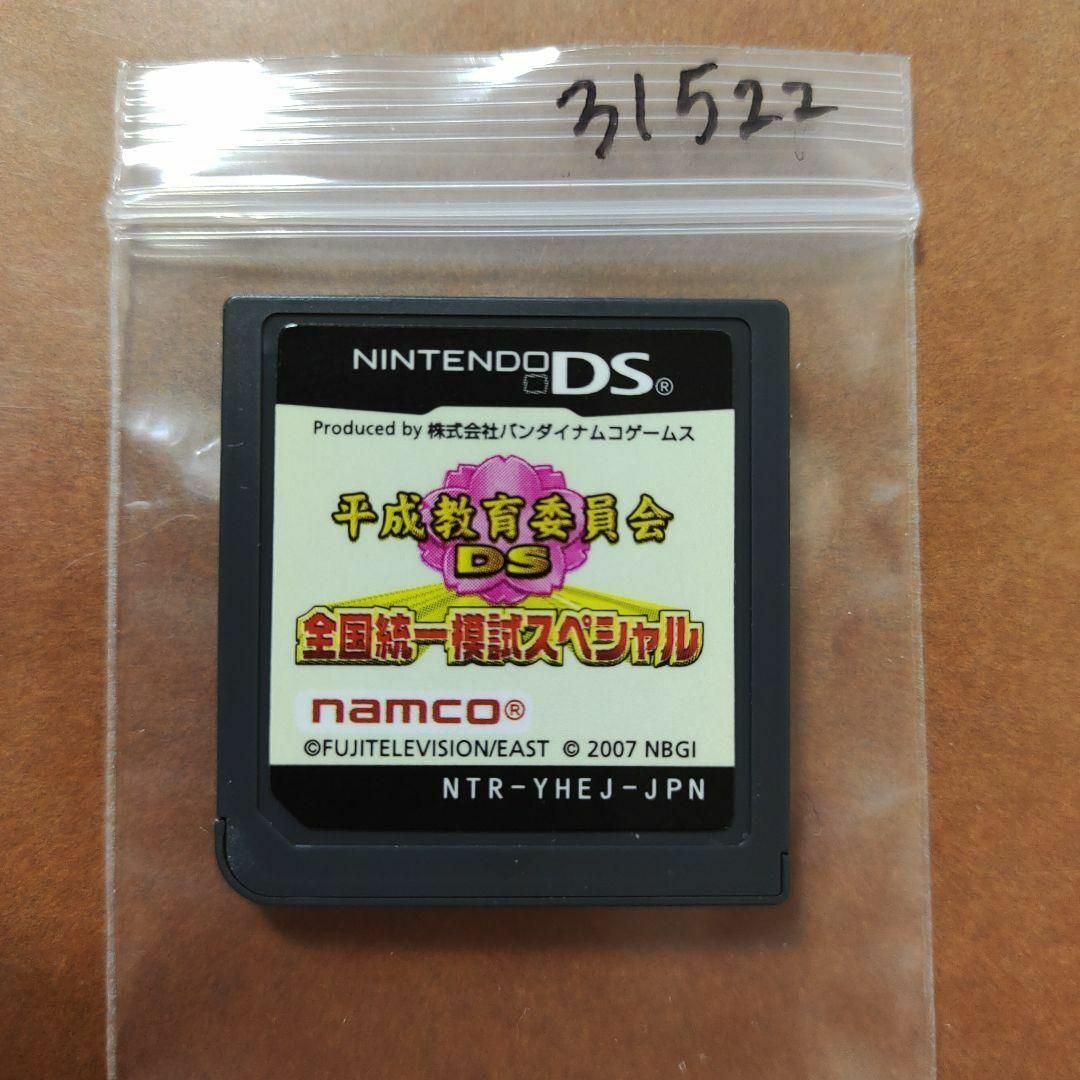 31522
NINTENDO DS®
Produced by 株式会社バンダイナムコゲームス
平成教育委員会
DS
全国統一模試スペシャル
namco®
©FUJITELEVISION/EAST © 2007 NBGI
NTR-YHEJ-JPN